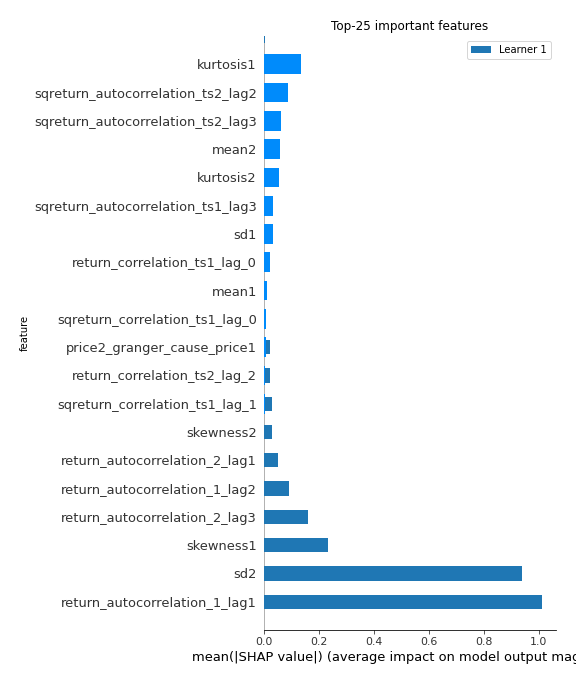 Top-25 important features
Learner 1
kurtosis1
sqreturn_autocorrelation_ts2_lag2
sqreturn_autocorrelation_ts2_lag3
mean2
kurtosis2
sqreturn_autocorrelation_ts1_lag3
sd1
return_correlation_ts1_lag_0
mean1
sqreturn_correlation_ts1_lag_0
price2_granger_cause_price1
return_correlation_ts2_lag_2
sqreturn_correlation_ts1_lag_1
skewness2
return_autocorrelation_2_lag1
return_autocorrelation_1_lag2
return_autocorrelation_2_lag3
skewness1
sd2
return_autocorrelation_1_lag1
feature
0.0 0.2 0.4 0.6 0.8 1.0
mean(|SHAP value|) (average impact on model output mag